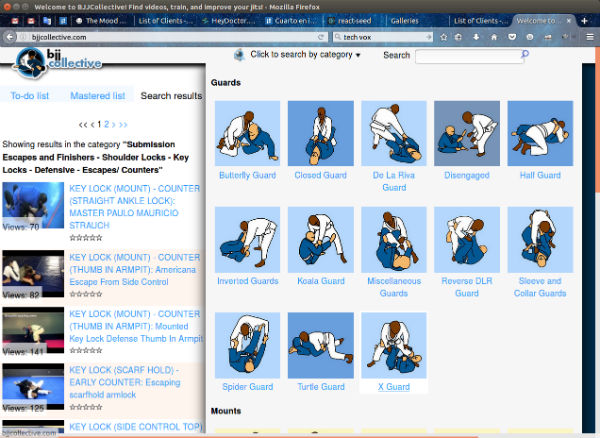 Welcome to BJJCollective! Find videos, train, and improve your jits! - Mozilla Firefox
The Mood
List of Clients -...
HeyDoctor.
Cuarto en i
react-seed
Galleries
List of Clients -...
Welcome to...
bjjcollective.com
tech vox
bjj
collective
Click to search by category
Search
To-do list
Mastered list
Search results
<< < 1 2 > >>
Showing results in the category "Submission
Escapes and Finishers - Shoulder Locks - Key
Locks - Defensive - Escapes/ Counters"
KEY LOCK (MOUNT) - COUNTER
(STRAIGHT ANKLE LOCK):
MASTER PAULO MAURICIO
STRAUCH
Views: 70
KEY LOCK (MOUNT) - COUNTER
(THUMB IN ARMPIT): Americana
Escape From Side Control
Views: 82
KEY LOCK (MOUNT) - COUNTER
(THUMB IN ARMPIT): Mounted
Key Lock Defense Thumb In Armpit
Views: 141
KEY LOCK (SCARF HOLD) -
EARLY COUNTER: Escaping
scarfhold armlock
Views: 125
KEY LOCK (SIDE CONTROL TOP)
bjjcollective.com
Guards
Butterfly Guard
Closed Guard
De La Riva
Guard
Disengaged
Half Guard
Inverted Guards
Koala Guard
Miscellaneous
Guards
Reverse DLR
Guard
Sleeve and
Collar Guards
Spider Guard
Turtle Guard
X Guard
Mounts